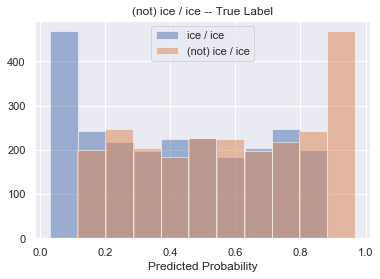 (not) ice / ice -- True Label
ice / ice
(not) ice / ice
400
300
200
100
0
0.0 0.2 0.4 0.6 0.8 1.0
Predicted Probability